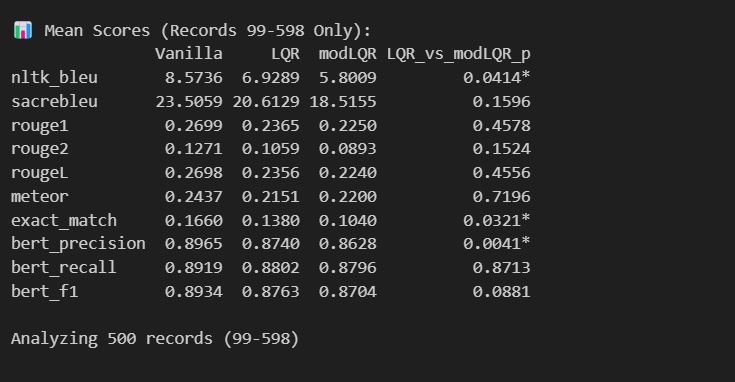 📊 Mean Scores (Records 99-598 Only):
Vanilla LQR modLQR LQR_vs_modLQR_p
nltk_bleu 8.5736 6.9289 5.8009 0.0414*
sacrebleu 23.5059 20.6129 18.5155 0.1596
rouge1 0.2699 0.2365 0.2250 0.4578
rouge2 0.1271 0.1059 0.0893 0.1524
rougeL 0.2698 0.2356 0.2240 0.4556
meteor 0.2437 0.2151 0.2200 0.7196
exact_match 0.1660 0.1380 0.1040 0.0321*
bert_precision 0.8965 0.8740 0.8628 0.0041*
bert_recall 0.8919 0.8802 0.8796 0.8713
bert_f1 0.8934 0.8763 0.8704 0.0881
Analyzing 500 records (99-598)